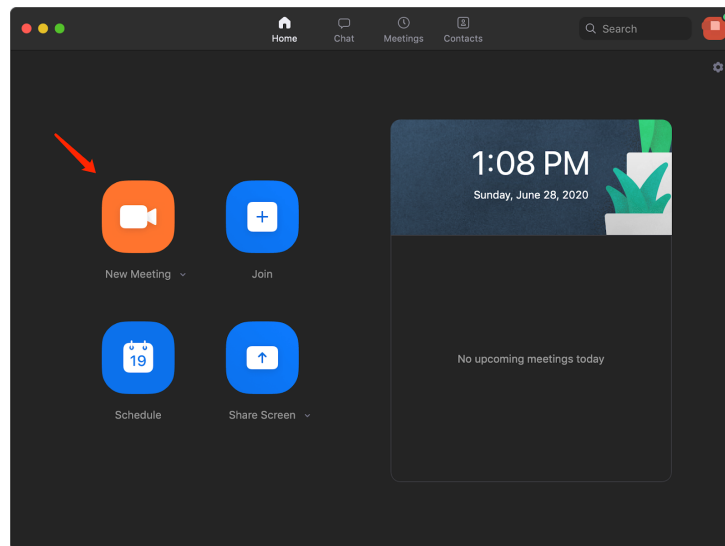 Home
Chat
Meetings
Contacts
Search
1:08 PM
Sunday, June 28, 2020
New Meeting
Join
19
Schedule
Share Screen
No upcoming meetings today